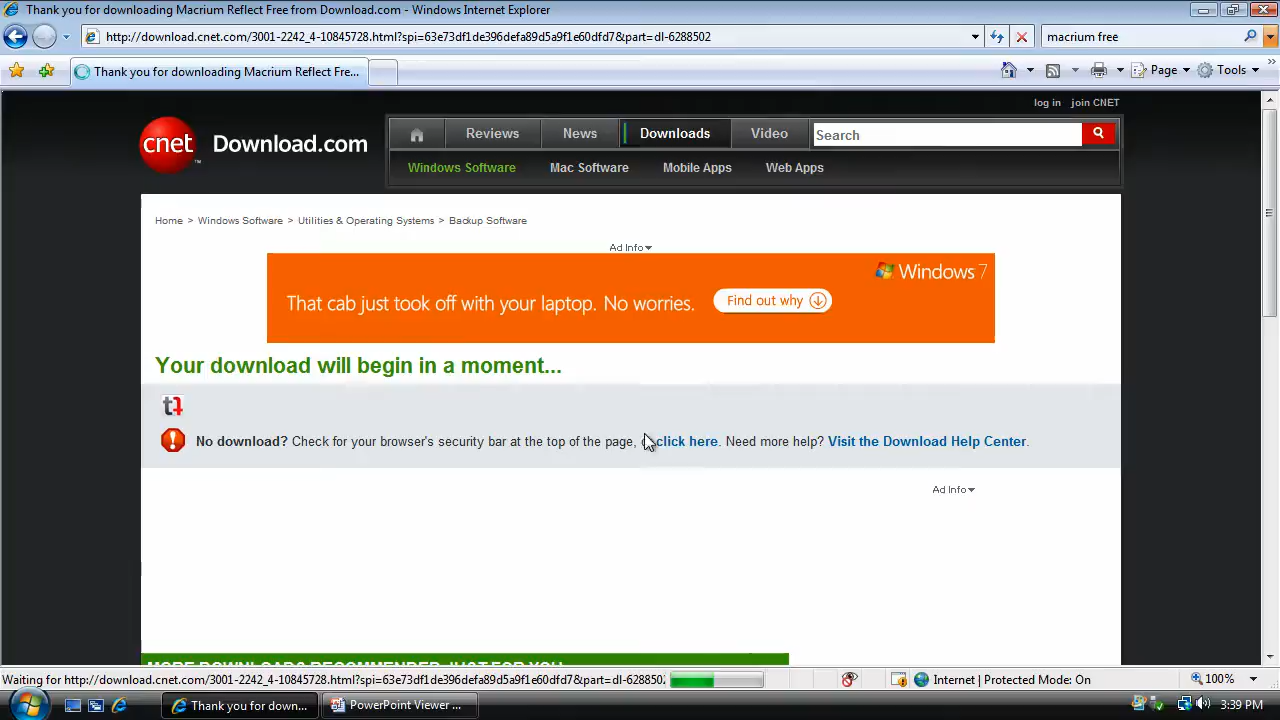 Thank you for downloading Macrium Reflect Free from Download.com - Windows Internet Explorer
http://download.cnet.com/3001-2242_4-10845728.html?spi=63e73df1de396defa89d5a9f1e60dfd7&part=dl-6288502
macrium free
Thank you for downloading Macrium Reflect Fre...
Page
Tools
log in join CNET
cnet Download.com
Reviews News Downloads Video Search
Windows Software Mac Software Mobile Apps Web Apps
Home > Windows Software > Utilities & Operating Systems > Backup Software
Ad Info
Windows 7
That cab just took off with your laptop. No worries. Find out why
Your download will begin in a moment...
No download? Check for your browser's security bar at the top of the page, click here. Need more help? Visit the Download Help Center.
Ad Info
MORE DOWNLOADS RECOMMENDED JUST FOR YOU
Waiting for http://download.cnet.com/3001-2242_4-10845728.html?spi=63e73df1de396defa89d5a9f1e60dfd7&part=dl-628850
Internet | Protected Mode: On
100%
Thank you for down...
PowerPoint Viewer ...
3:39 PM